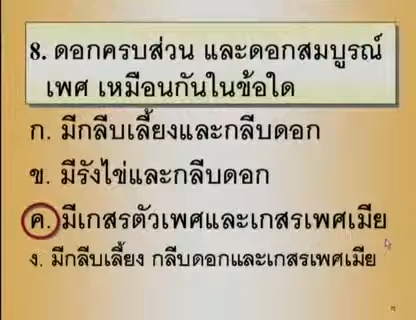 8. ดอกครบส่วน และดอกสมบูรณ์
เพศ เหมือนกันในข้อใด
ก. มีกลีบเลี้ยงและกลีบดอก
ข. มีรังไข่และกลีบดอก
ค. มีเกสรตัวเพศและเกสรเพศเมีย
ง. มีกลีบเลี้ยง กลีบดอกและเกสรเพศเมีย